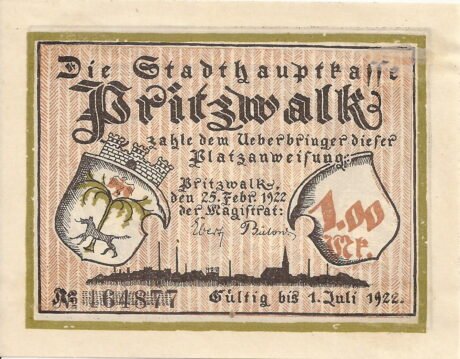 Die Stadthauptkasse
Pritzwalk
zahle dem Ueberbringer dieser
Platzanweisung:
Pritzwalk,
den 25. Febr. 1922
der Magistrat:
1.00
Mk.
№ 164877
Gültig bis 1. Juli 1922.